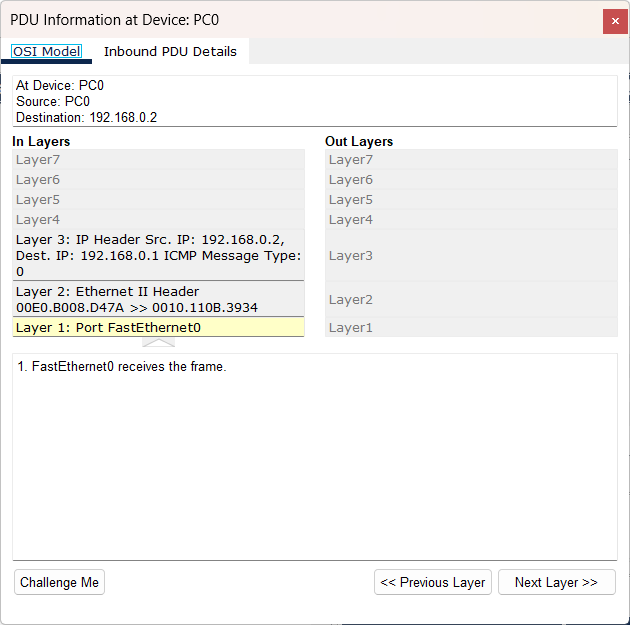 PDU Information at Device: PC0
OSI Model Inbound PDU Details
At Device: PC0
Source: PC0
Destination: 192.168.0.2
In Layers
Layer7
Layer6
Layer5
Layer4
Layer 3: IP Header Src. IP: 192.168.0.2,
Dest. IP: 192.168.0.1 ICMP Message Type:
0
Layer 2: Ethernet II Header
00E0.B008.D47A >> 0010.110B.3934
Layer 1: Port FastEthernet0
Out Layers
Layer7
Layer6
Layer5
Layer4
Layer3
Layer2
Layer1
1. FastEthernet0 receives the frame.
Challenge Me << Previous Layer Next Layer >>